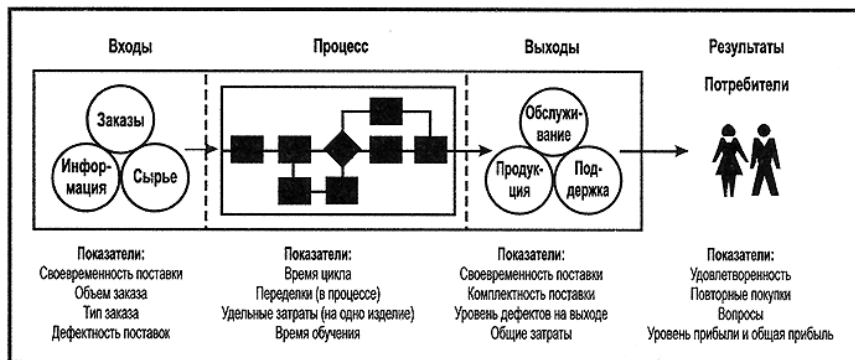 Входы
Процесс
Выходы
Результаты
Потребители
Заказы
Инфор-
мация
Сырье
Обслужи-
вание
Продук-
ция
Под-
держка
Показатели:
Своевременность поставки
Объем заказа
Тип заказа
Дефектность поставок
Показатели:
Время цикла
Переделки (в процессе)
Удельные затраты (на одно изделие)
Время обучения
Показатели:
Своевременность поставки
Комплектность поставки
Уровень дефектов на выходе
Общие затраты
Показатели:
Удовлетворенность
Повторные покупки
Вопросы
Уровень прибыли и общая прибыль